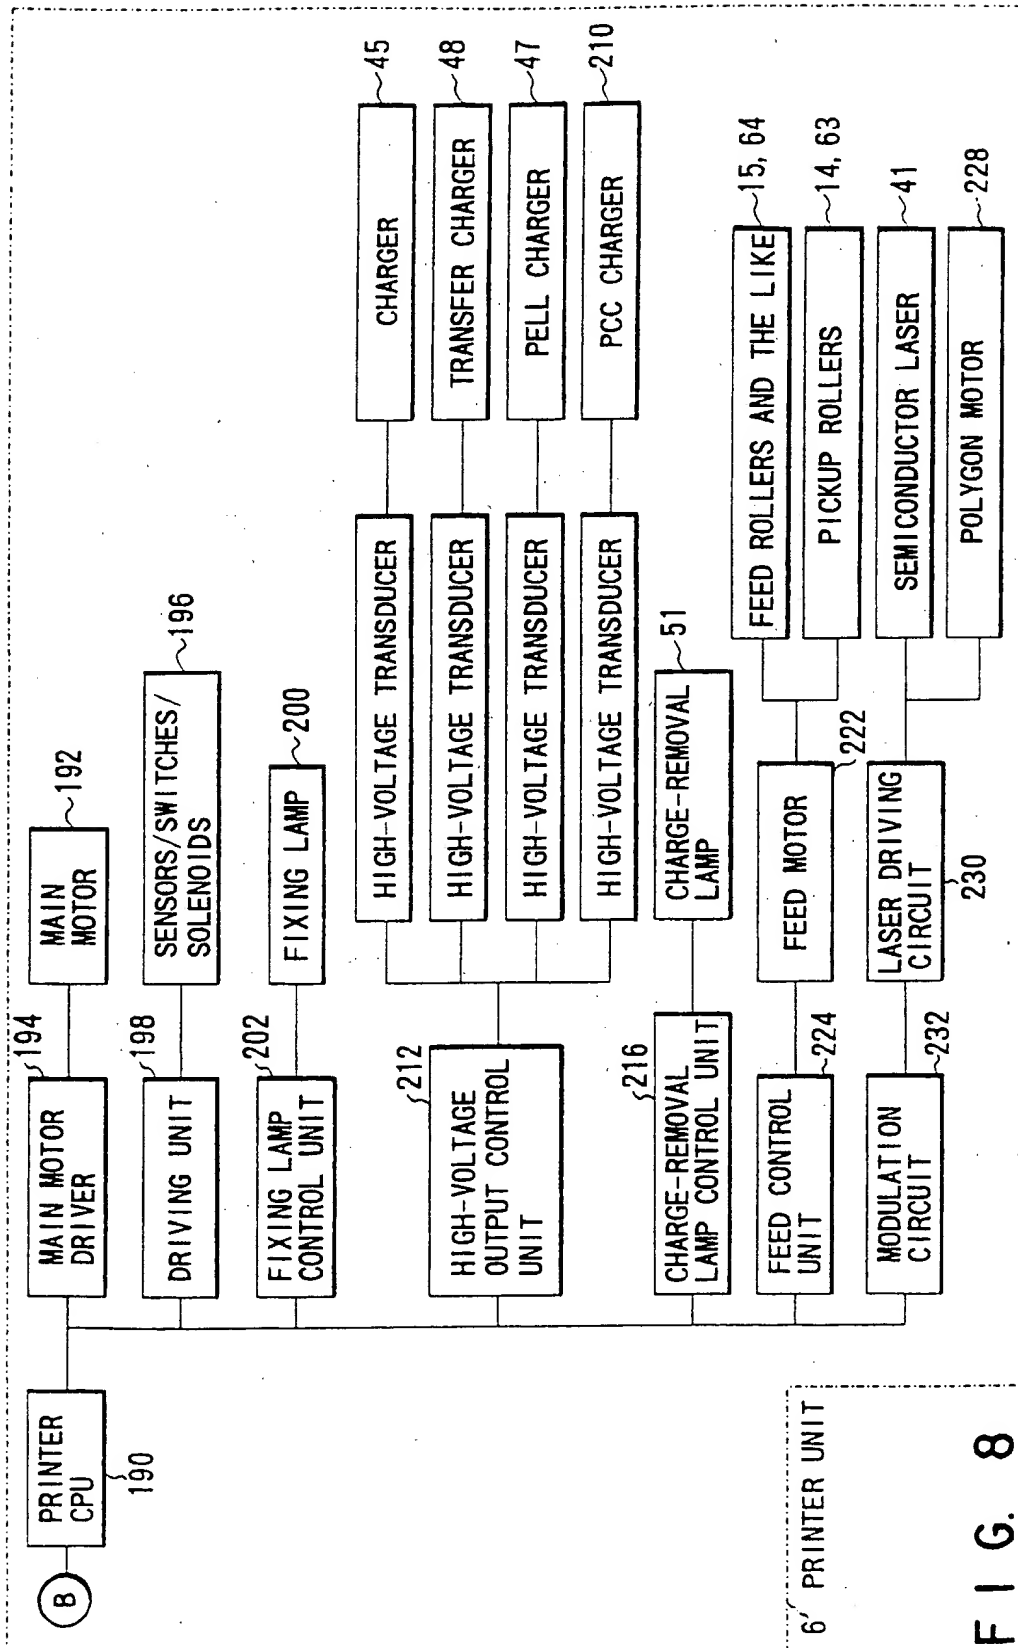 B
PRINTER
CPU
190
MAIN MOTOR
DRIVER
194
MAIN
MOTOR
192
DRIVING UNIT
198
SENSORS/SWITCHES/
SOLENOIDS
196
FIXING LAMP
CONTROL UNIT
202
FIXING LAMP
200
HIGH-VOLTAGE
OUTPUT CONTROL
UNIT
212
HIGH-VOLTAGE TRANSDUCER
CHARGER
45
HIGH-VOLTAGE TRANSDUCER
TRANSFER CHARGER
48
HIGH-VOLTAGE TRANSDUCER
PELL CHARGER
47
HIGH-VOLTAGE TRANSDUCER
PCC CHARGER
210
CHARGE-REMOVAL
LAMP CONTROL UNIT
216
CHARGE-REMOVAL
LAMP
51
FEED CONTROL
UNIT
224
FEED MOTOR
222
FEED ROLLERS AND THE LIKE
15, 64
PICKUP ROLLERS
14, 63
MODULATION
CIRCUIT
232
LASER DRIVING
CIRCUIT
230
SEMICONDUCTOR LASER
41
POLYGON MOTOR
228
6' PRINTER UNIT
FIG. 8